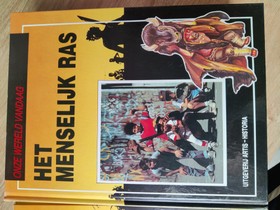 ONZE WERELD VANDAAG
HET
MENSELIJK RAS
UITGEVERIJ ARTIS-HISTORIA